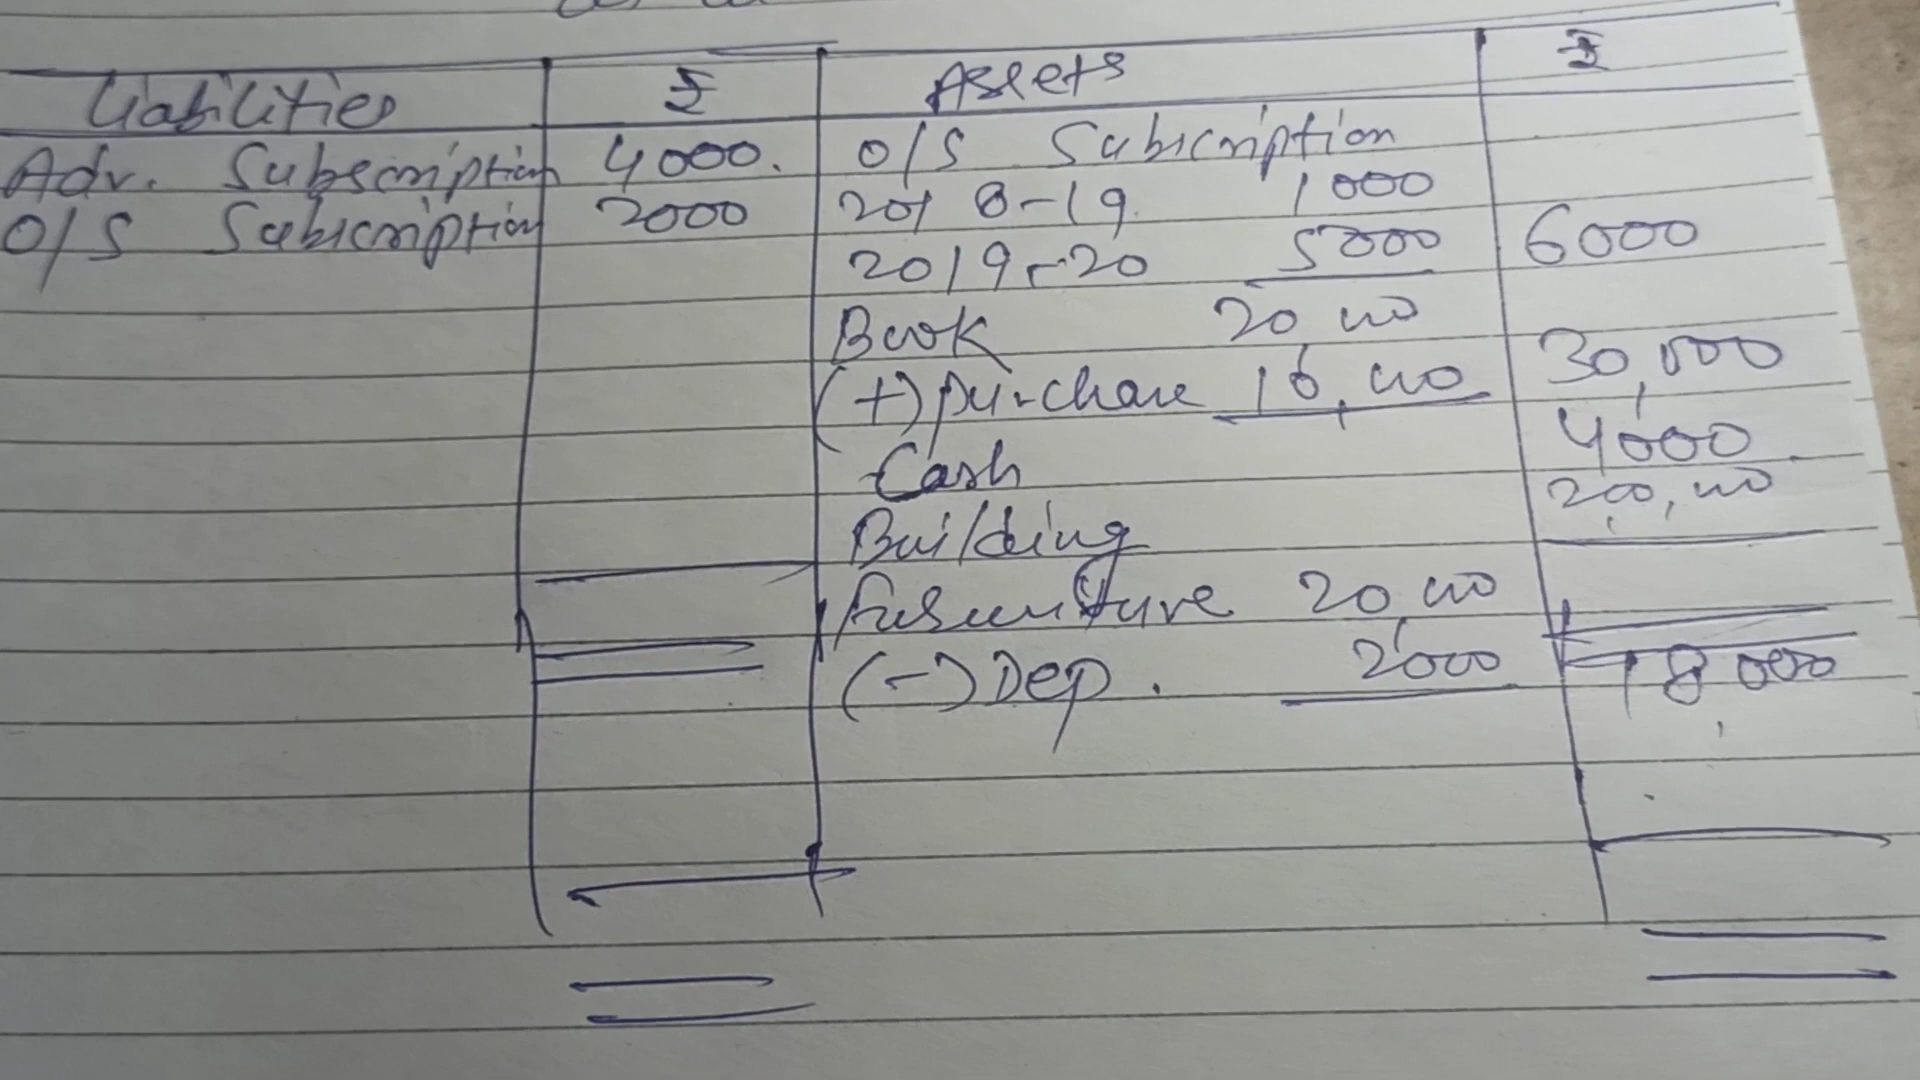 Liabilities ₹ Assets ₹
Adv. Subscription 4000. O/S Subscription
O/S Subscription 2000 2018-19. 1000
2019-20 5000 6000
Book 20,000
(+) purchase 10,000 30,000
Cash 4000
Building 200,000
furniture 20,000
(-) Dep. 2000 18,000